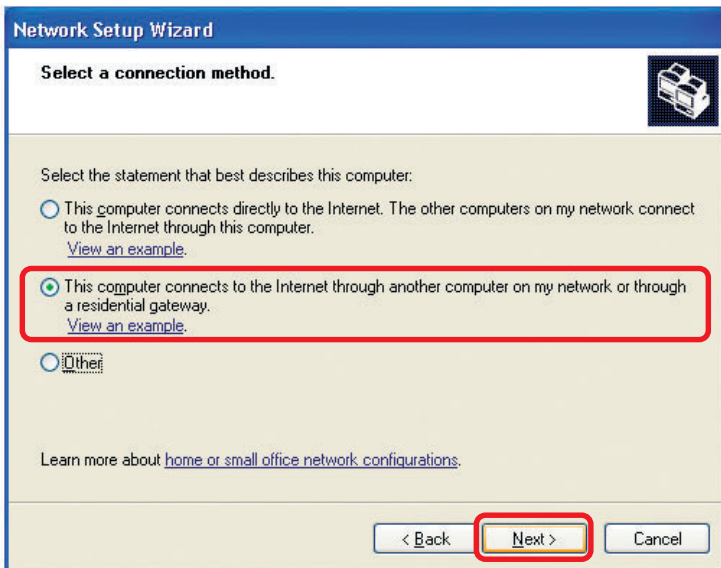 Network Setup Wizard
Select a connection method.
Select the statement that best describes this computer:
This computer connects directly to the Internet. The other computers on my network connect
to the Internet through this computer.
View an example.
This computer connects to the Internet through another computer on my network or through
a residential gateway.
View an example.
Other
Learn more about home or small office network configurations.
< Back
Next >
Cancel